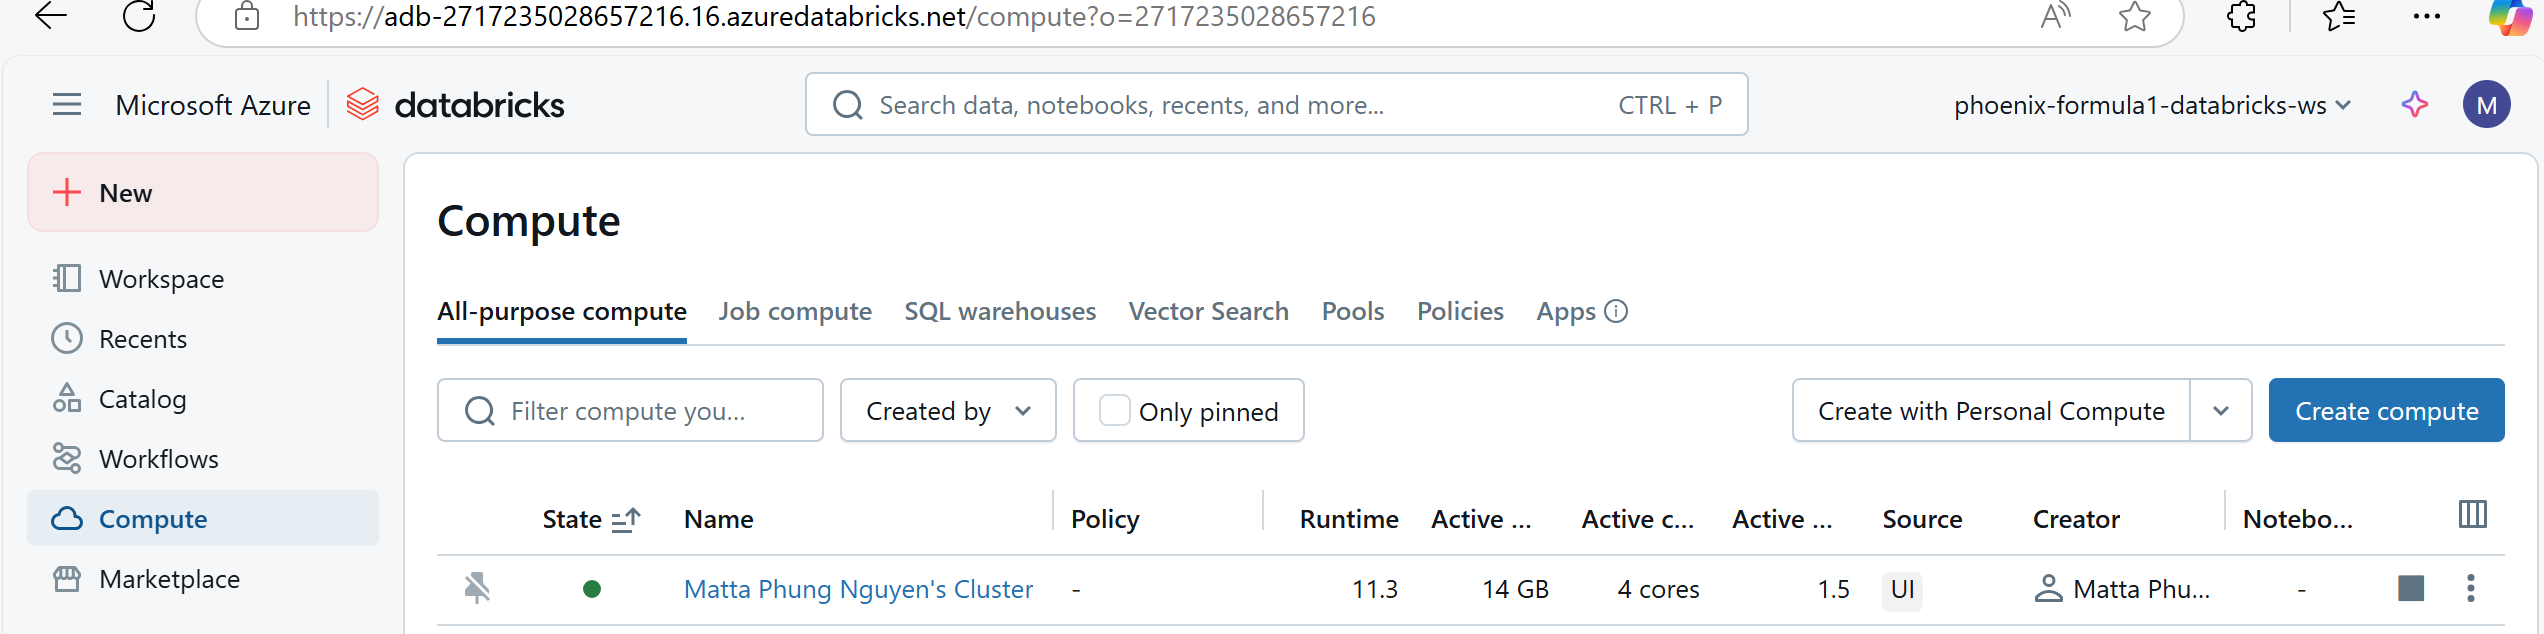 https://adb-2717235028657216.16.azuredatabricks.net/compute?o=2717235028657216
Microsoft Azure databricks Search data, notebooks, recents, and more... CTRL + P phoenix-formula1-databricks-ws M
New
Workspace
Recents
Catalog
Workflows
Compute
Marketplace
Compute
All-purpose compute Job compute SQL warehouses Vector Search Pools Policies Apps
Filter compute you... Created by Only pinned Create with Personal Compute Create compute
State Name Policy Runtime Active ... Active c... Active ... Source Creator Notebo...
Matta Phung Nguyen's Cluster - 11.3 14 GB 4 cores 1.5 UI Matta Phu... -